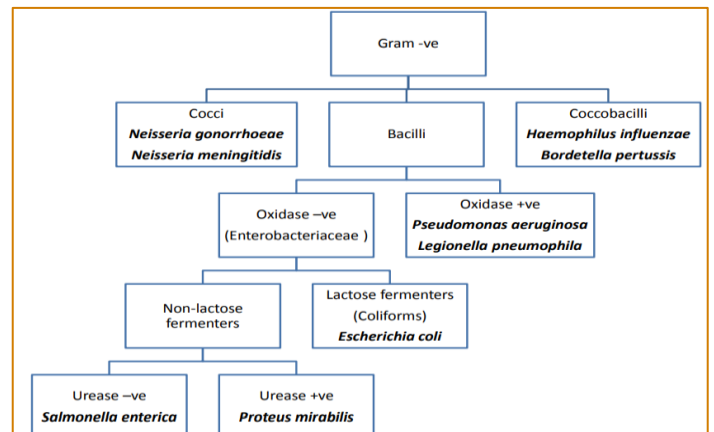 Gram -ve
Cocci
Neisseria gonorrhoeae
Neisseria meningitidis
Bacilli
Coccobacilli
Haemophilus influenzae
Bordetella pertussis
Oxidase –ve
(Enterobacteriaceae )
Oxidase +ve
Pseudomonas aeruginosa
Legionella pneumophila
Non-lactose
fermenters
Lactose fermenters
(Coliforms)
Escherichia coli
Urease –ve
Salmonella enterica
Urease +ve
Proteus mirabilis